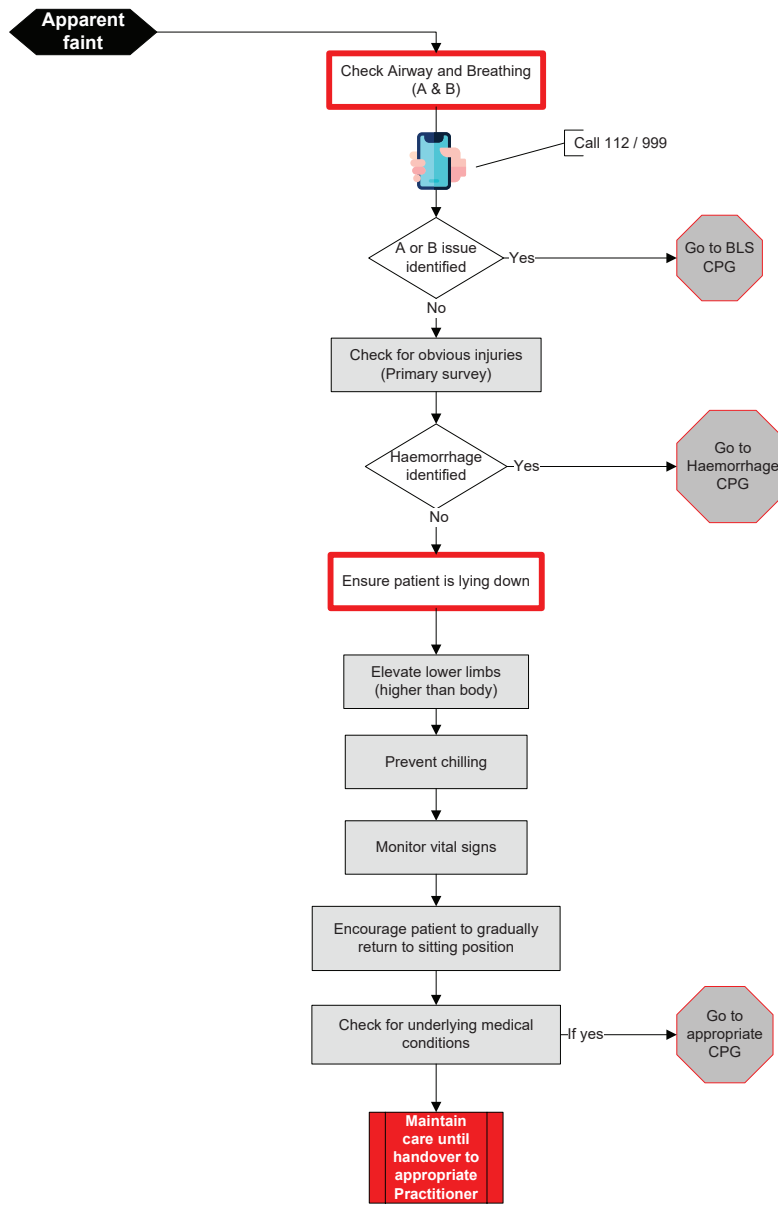 Apparent
faint
Check Airway and Breathing
(A & B)
Call 112 / 999
A or B issue
identified
Yes
Go to BLS
CPG
No
Check for obvious injuries
(Primary survey)
Haemorrhage
identified
Yes
Go to
Haemorrhage
CPG
No
Ensure patient is lying down
Elevate lower limbs
(higher than body)
Prevent chilling
Monitor vital signs
Encourage patient to gradually
return to sitting position
Check for underlying medical
conditions
If yes
Go to
appropriate
CPG
Maintain
care until
handover to
appropriate
Practitioner